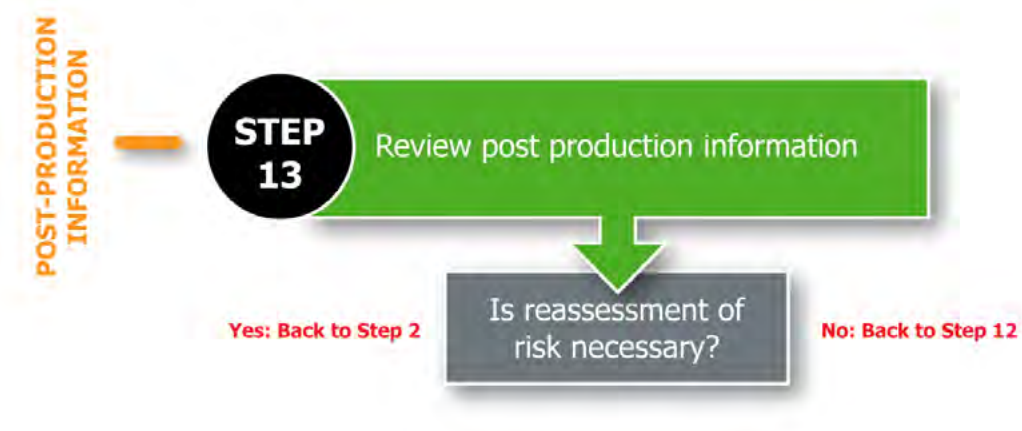 POST-PRODUCTION
INFORMATION
STEP
13
Review post production information
Is reassessment of
risk necessary?
Yes: Back to Step 2
No: Back to Step 12